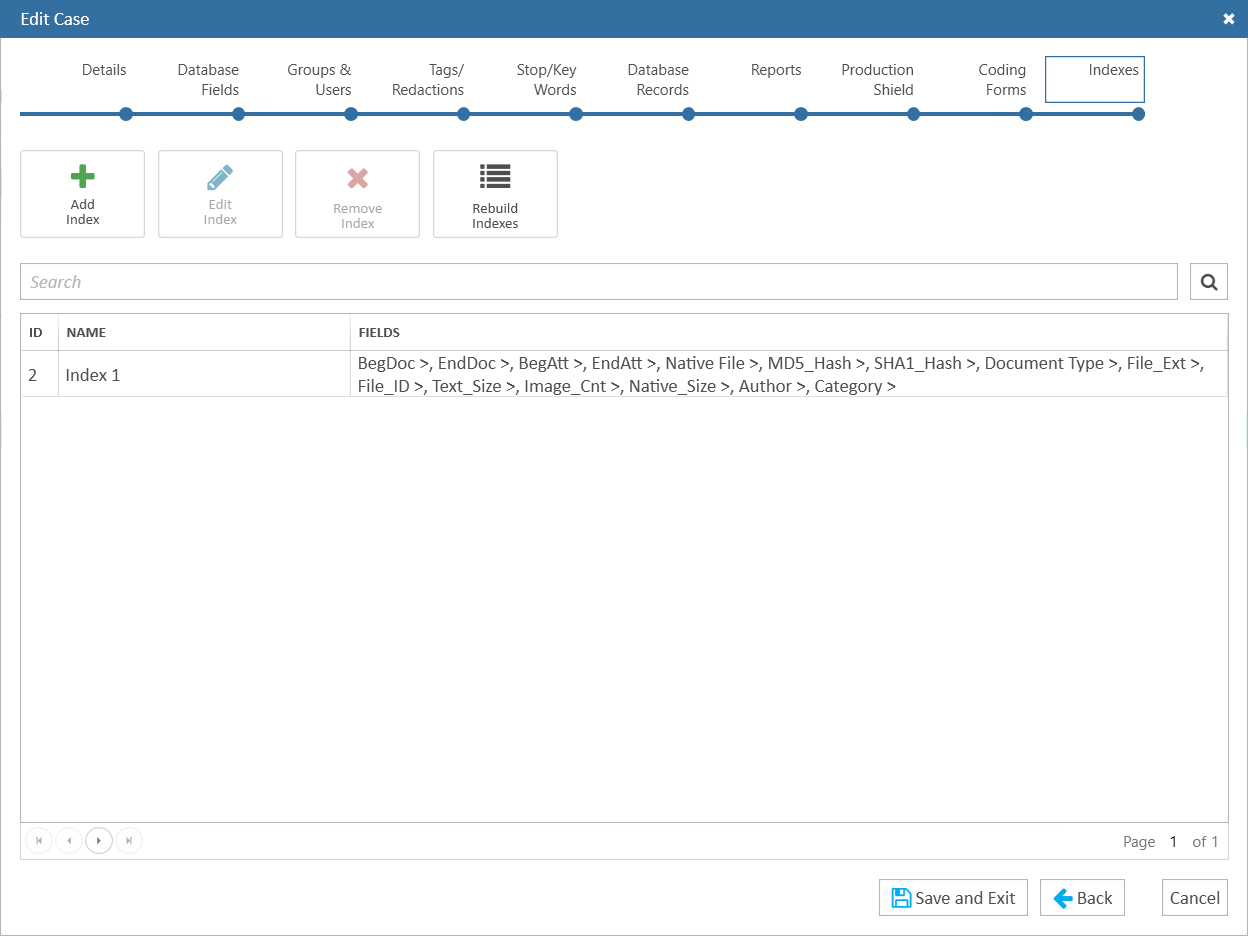 Edit Case
Details
Database
Fields
Groups &
Users
Tags/
Redactions
Stop/Key
Words
Database
Records
Reports
Production
Shield
Coding
Forms
Indexes
Add
Index
Edit
Index
Remove
Index
Rebuild
Indexes
Search
ID NAME FIELDS
2 Index 1 BegDoc >, EndDoc >, BegAtt >, EndAtt >, Native File >, MD5_Hash >, SHA1_Hash >, Document Type >, File_Ext >,
File_ID >, Text_Size >, Image_Cnt >, Native_Size >, Author >, Category >
Page 1 of 1
Save and Exit
Back
Cancel